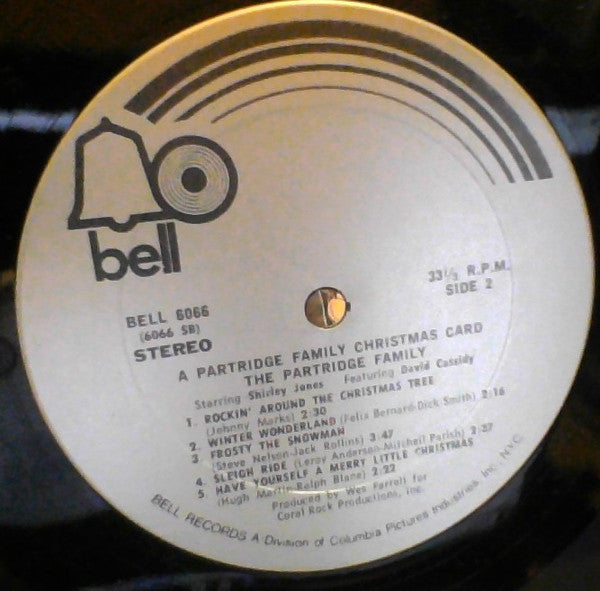 bell
33⅓ R.P.M.
SIDE 2
BELL 6066
(6066 SB)
STEREO
A PARTRIDGE FAMILY CHRISTMAS CARD
THE PARTRIDGE FAMILY
Starring Shirley Jones Featuring David Cassidy
1. ROCKIN' AROUND THE CHRISTMAS TREE
(Johnny Marks) 2:30
2. WINTER WONDERLAND (Felix Bernard-Dick Smith) 2:16
3. FROSTY THE SNOWMAN
(Steve Nelson-Jack Rollins) 3:47
4. SLEIGH RIDE (Leroy Anderson-Mitchell Parish) 2:37
5. HAVE YOURSELF A MERRY LITTLE CHRISTMAS
(Hugh Martin-Ralph Blane) 2:22
Produced by Wes Farrell for
Coral Rock Productions, Inc.
BELL RECORDS A Division of Columbia Pictures Industries, Inc. N.Y.C.